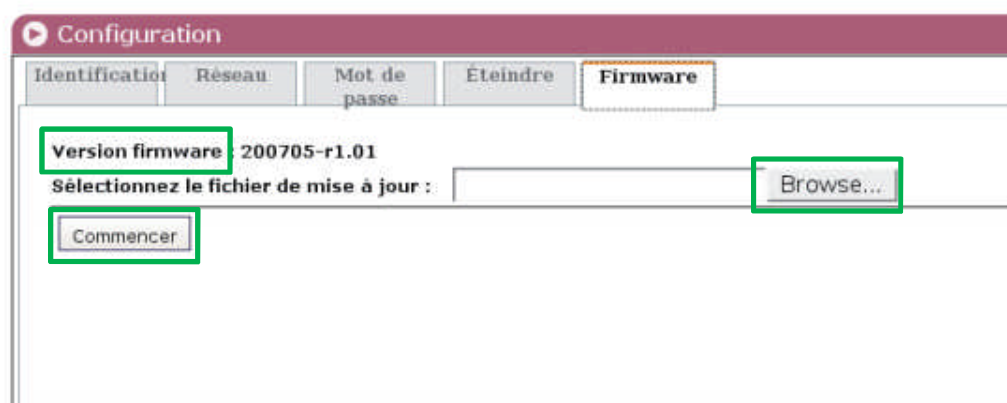 Configuration
Identification Réseau Mot de passe Éteindre Firmware
Version firmware : 200705-r1.01
Sélectionnez le fichier de mise à jour : Browse...
Commencer